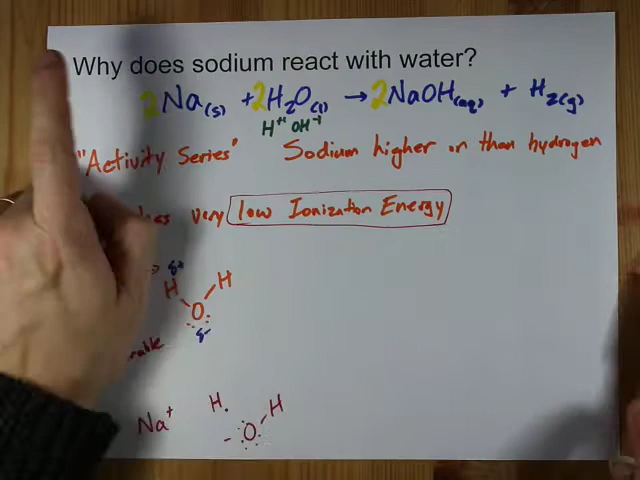 Why does sodium react with water?
2Na(s) + 2H2O(l) → 2NaOH(aq) + H2(g)
H+ OH-1
"Activity Series" Sodium higher on than hydrogen
has very low Ionization Energy
δ+
H H
O
δ-
Na+ H. H
- O